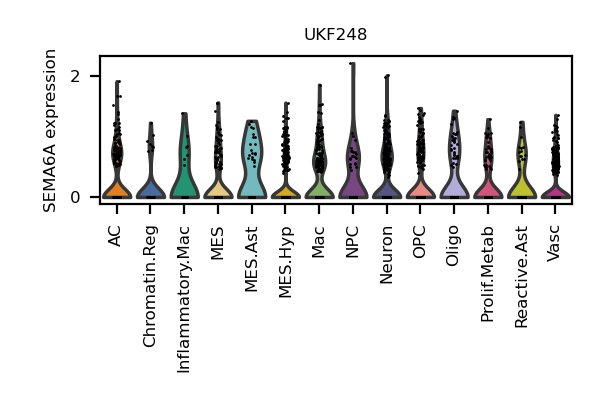 UKF248
SEMA6A expression
2
0
AC
Chromatin.Reg
Inflammatory.Mac
MES
MES.Ast
MES.Hyp
Mac
NPC
Neuron
OPC
Oligo
Prolif.Metab
Reactive.Ast
Vasc